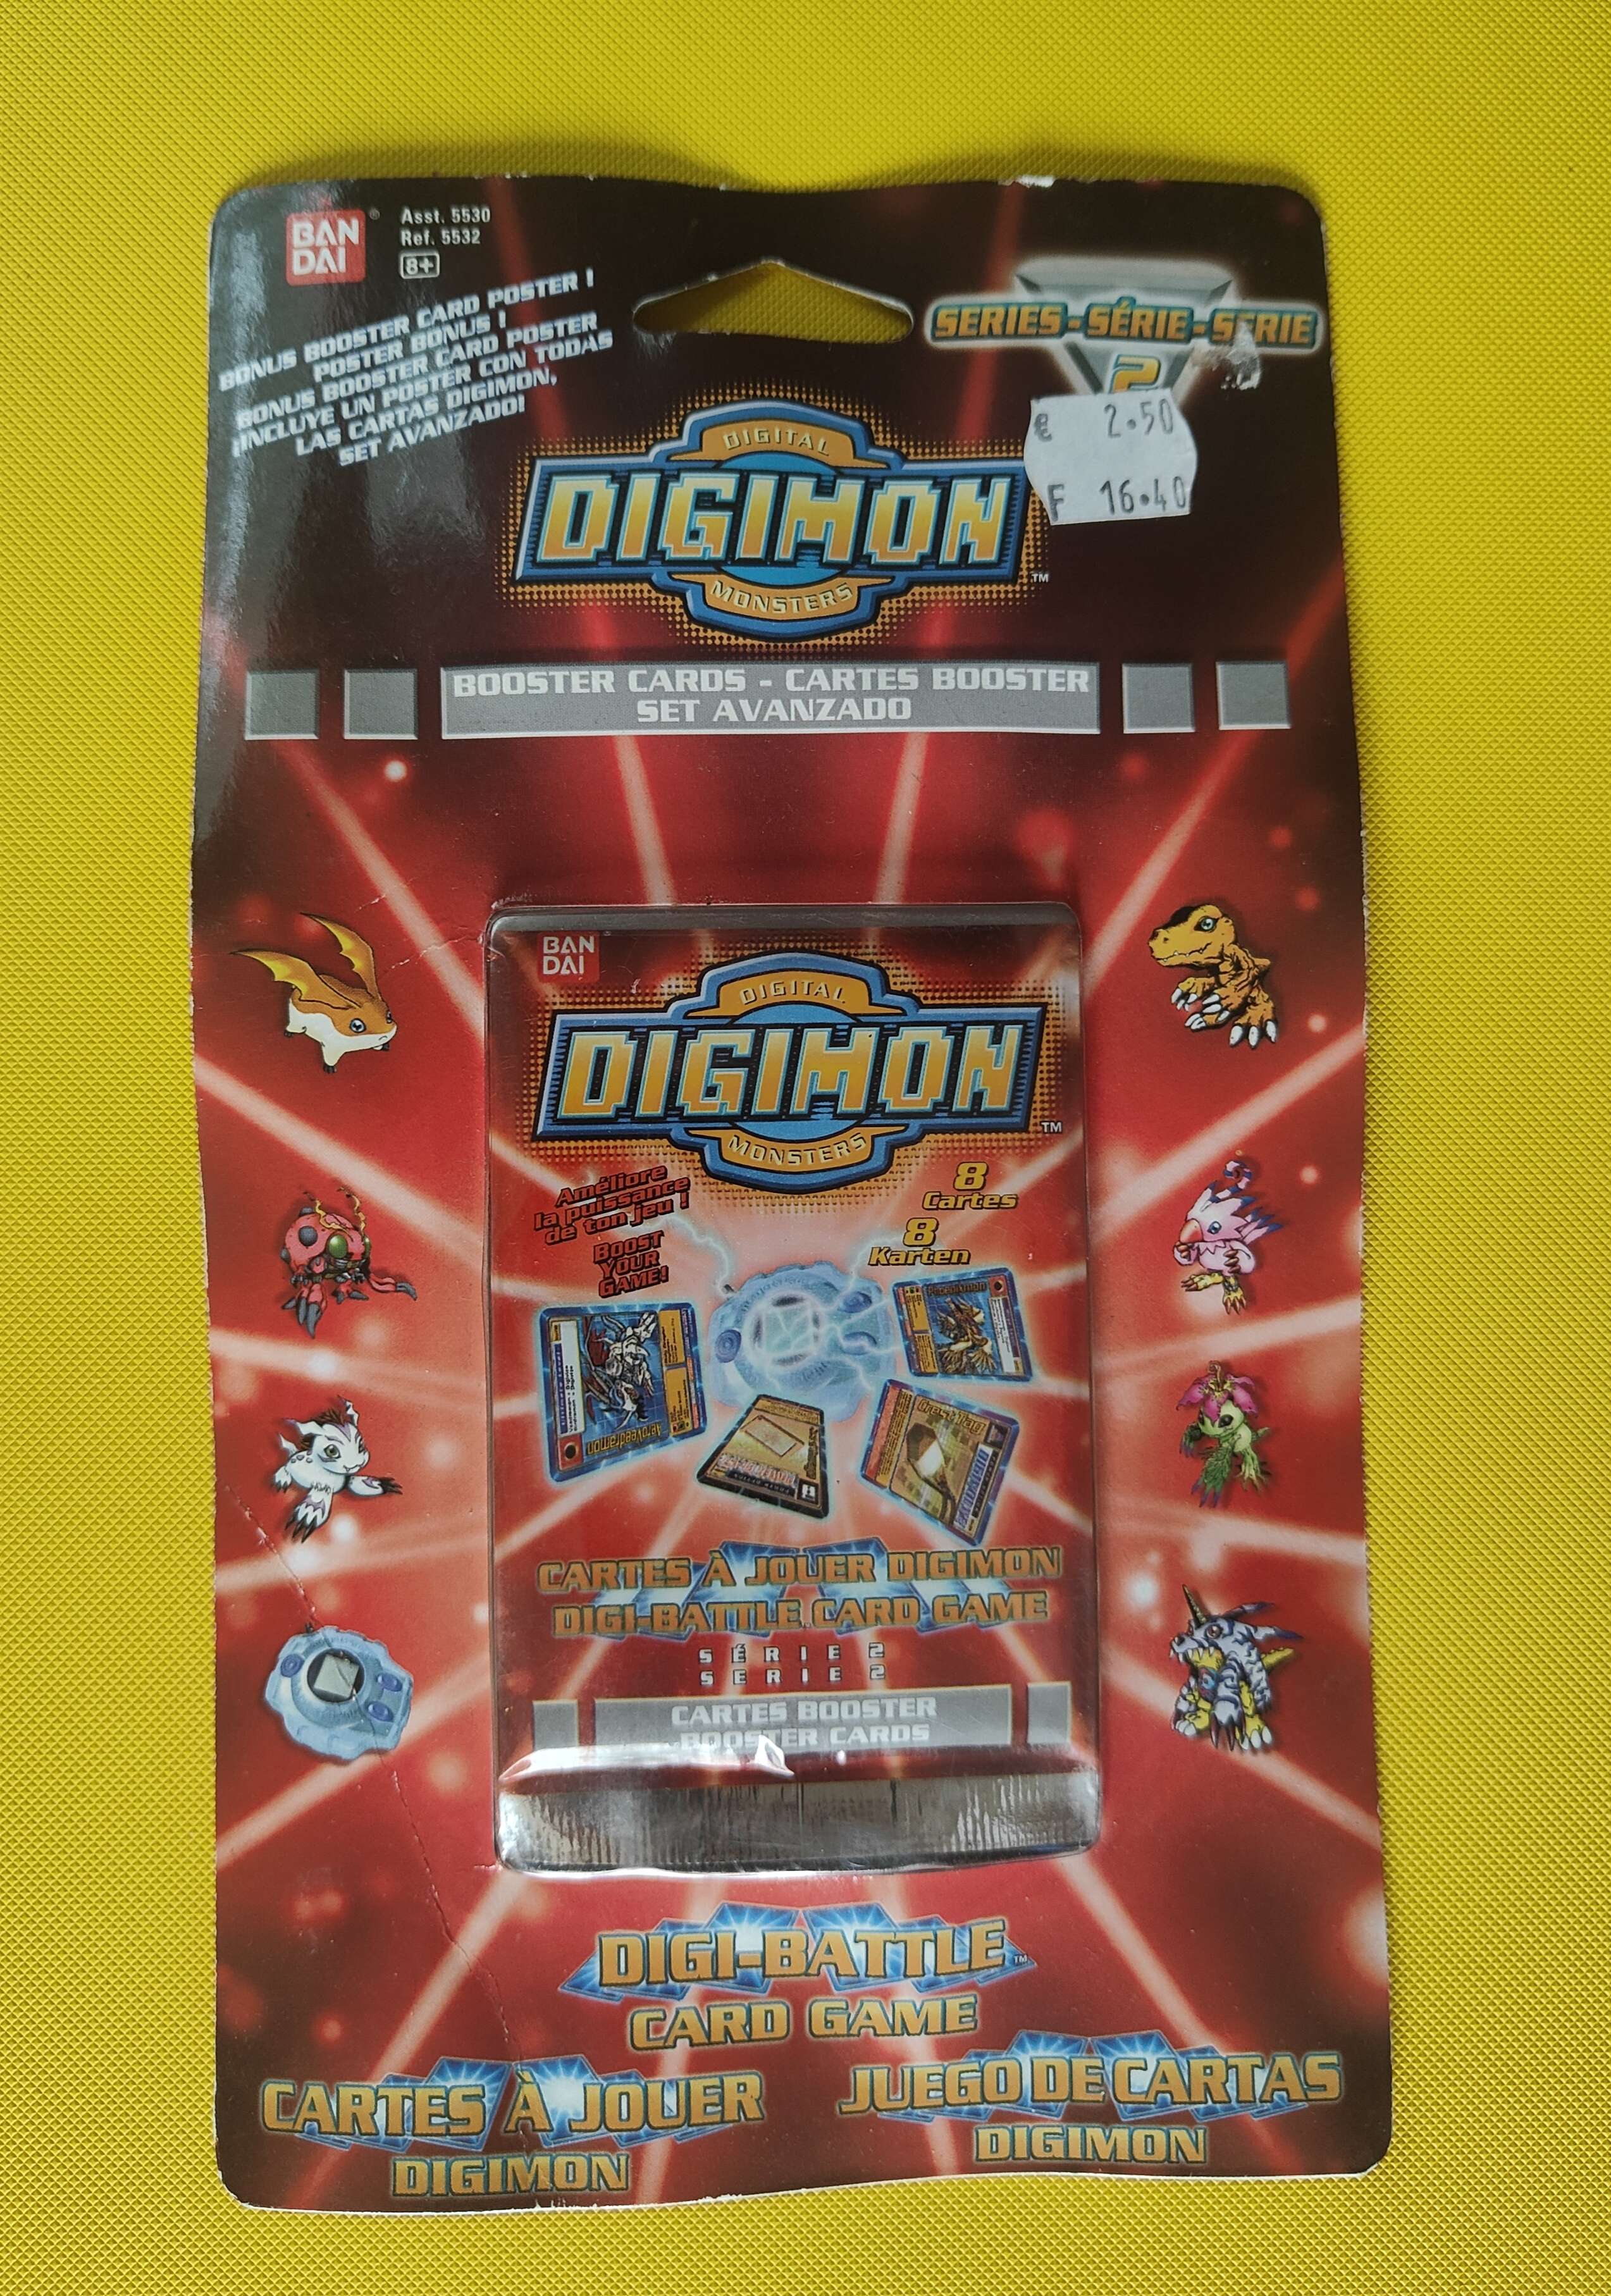 BAN
DAI
®
Asst. 5530
Ref. 5532
8+
BONUS BOOSTER CARD POSTER !
POSTER BONUS !
BONUS BOOSTER CARD POSTER
¡INCLUYE UN POSTER CON TODAS
LAS CARTAS DIGIMON,
SET AVANZADO!
SERIES - SÉRIE - SERIE
2
€ 2.50
F 16.40
DIGITAL
DIGIMON
MONSTERS
TM
BOOSTER CARDS - CARTES BOOSTER
SET AVANZADO
BAN
DAI
DIGITAL
DIGIMON
MONSTERS
TM
Améliore
la puissance
de ton jeu !
BOOST
YOUR
GAME!
8
Cartes
8
Karten
AeroVeedramon
CARTES À JOUER DIGIMON
DIGI-BATTLE CARD GAME
SÉRIE 2
SERIE 2
CARTES BOOSTER
BOOSTER CARDS
DIGI-BATTLE
TM
CARD GAME
CARTES À JOUER
DIGIMON
JUEGO DE CARTAS
DIGIMON